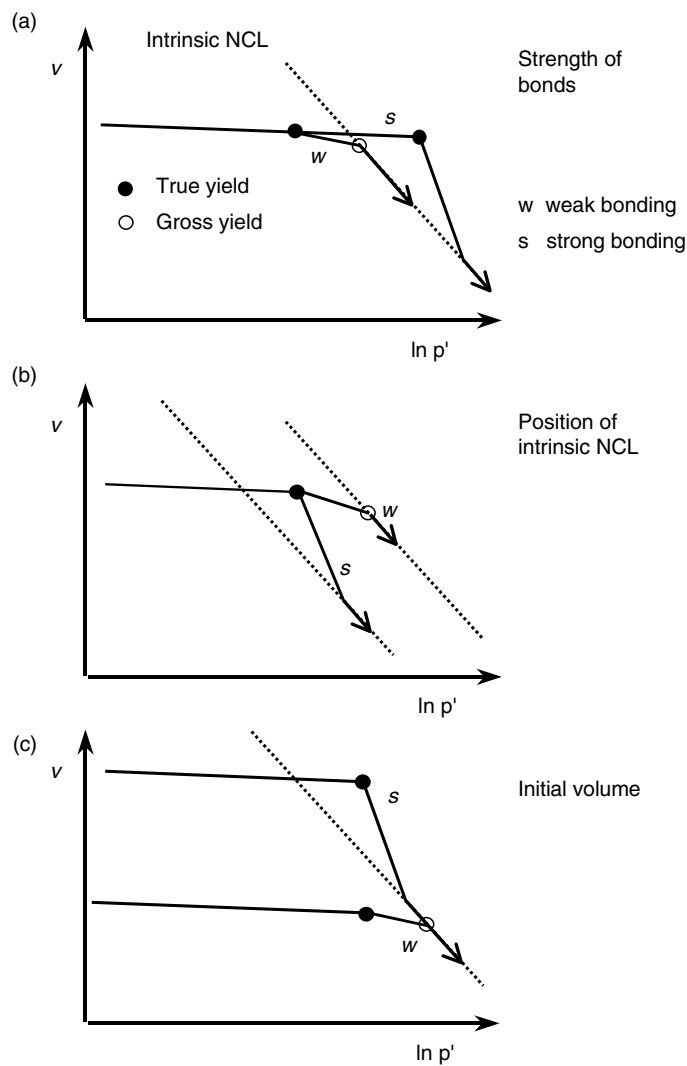 (a)
v
Intrinsic NCL
Strength of
bonds
s
w
True yield
Gross yield
w weak bonding
s strong bonding
ln p'
(b)
v
Position of
intrinsic NCL
w
s
ln p'
(c)
v
s
Initial volume
w
ln p'